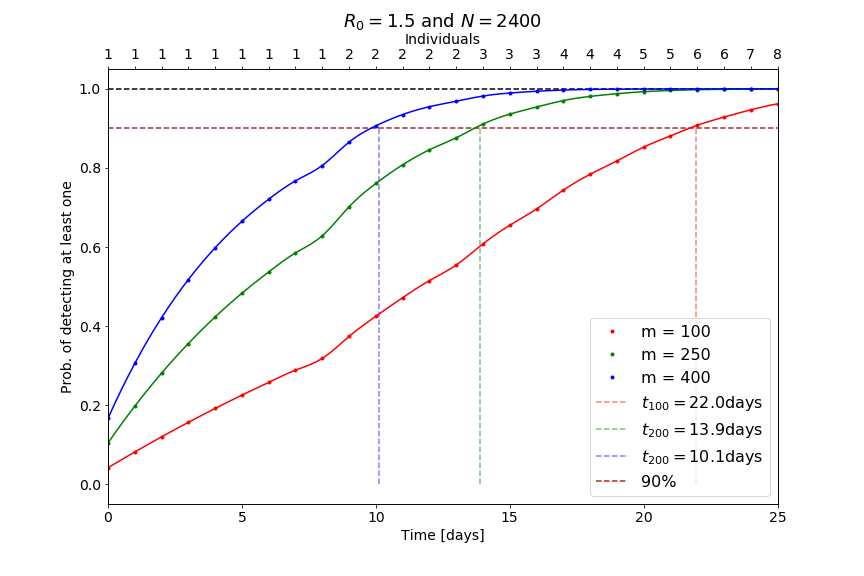 R₀ = 1.5 and N = 2400
Individuals
1 1 1 1 1 1 1 1 1 2 2 2 2 2 3 3 3 4 4 4 5 5 6 6 7 8
1.0
0.8
0.6
0.4
0.2
0.0
Prob. of detecting at least one
m = 100
m = 250
m = 400
t₁₀₀ = 22.0days
t₂₀₀ = 13.9days
t₂₀₀ = 10.1days
90%
0 5 10 15 20 25
Time [days]